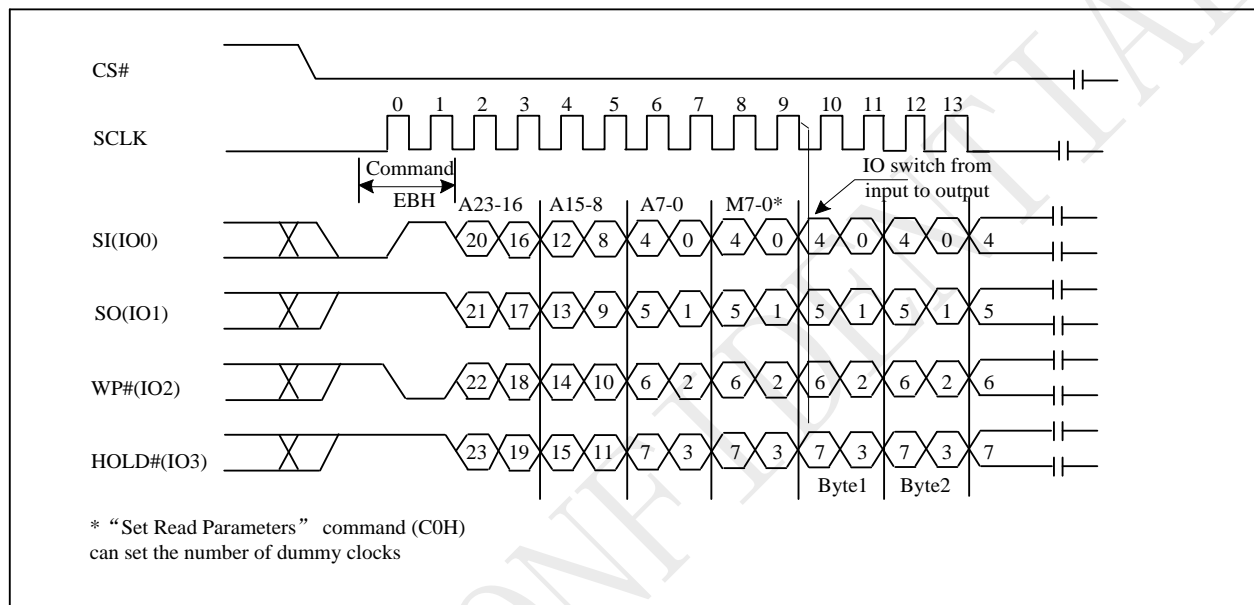 CS#
0 1 2 3 4 5 6 7 8 9 10 11 12 13
SCLK
Command
IO switch from
input to output
EBH
A23-16 A15-8 A7-0 M7-0*
SI(IO0) 20 16 12 8 4 0 4 0 4 0 4 0 4
SO(IO1) 21 17 13 9 5 1 5 1 5 1 5 1 5
WP#(IO2) 22 18 14 10 6 2 6 2 6 2 6 2 6
HOLD#(IO3) 23 19 15 11 7 3 7 3 7 3 7 3 7
Byte1 Byte2
* “Set Read Parameters” command (C0H)
can set the number of dummy clocks
ONFIDENTIAL